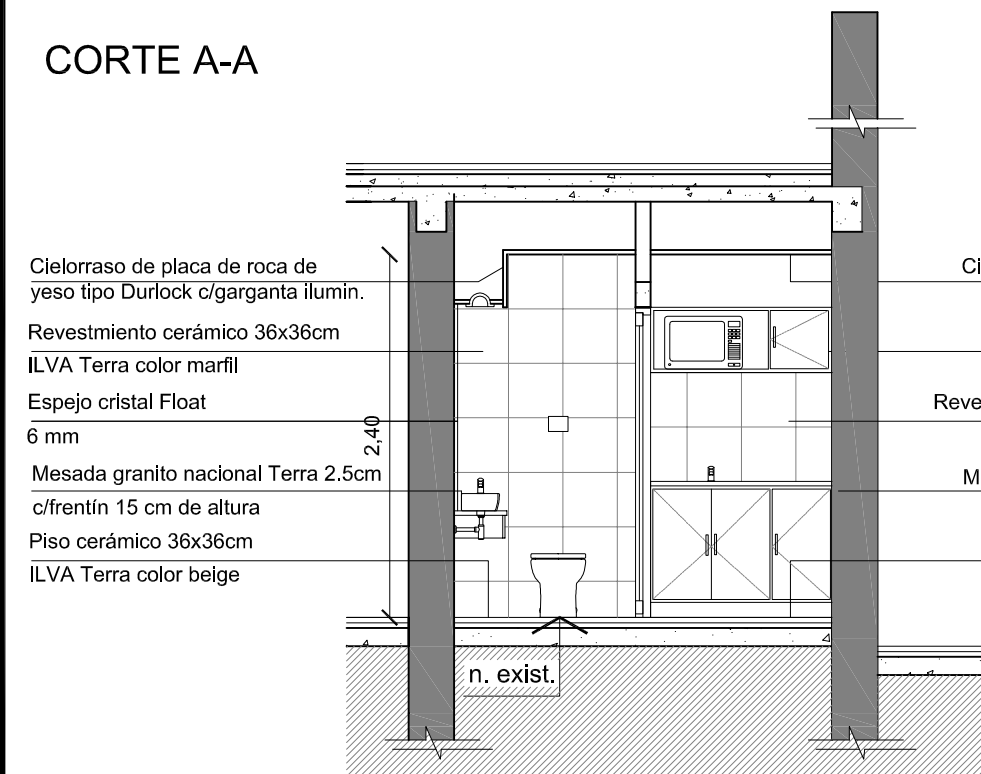 CORTE A-A
Cielorraso de placa de roca de
yeso tipo Durlock c/garganta ilumin.
Revestmiento cerámico 36x36cm
ILVA Terra color marfil
Espejo cristal Float
6 mm
Mesada granito nacional Terra 2.5cm
c/frentín 15 cm de altura
Piso cerámico 36x36cm
ILVA Terra color beige
2,40
n. exist.
Ci
Reve
M